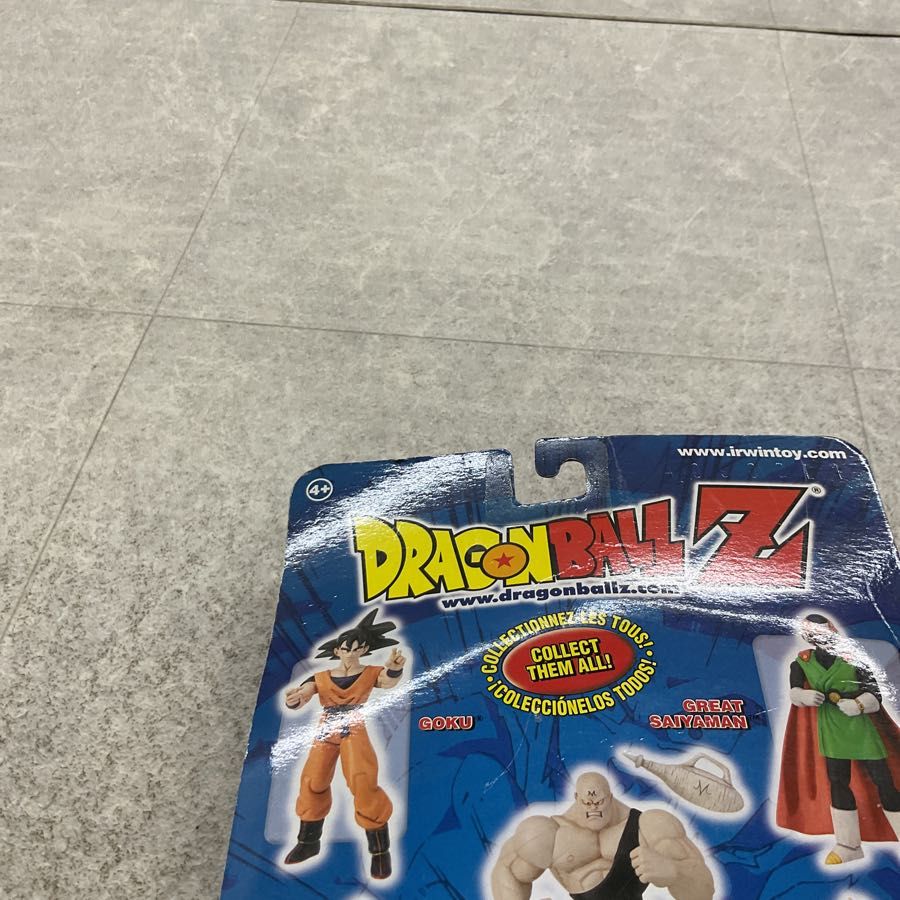 www.irwintoy.com
4+
DRAGONBALL Z®
www.dragonballz.com
COLLECTIONNEZ-LES TOUS!
COLLECT
THEM ALL!
¡COLECCIÓNELOS TODOS!
GOKU
GREAT
SAIYAMAN
M
M